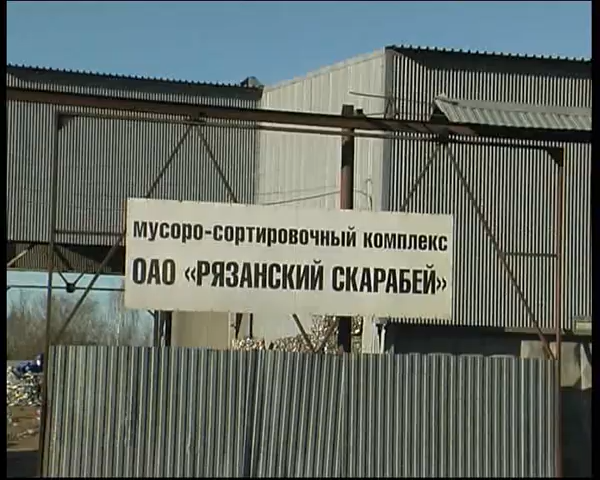 мусоро-сортировочный комплекс
ОАО «РЯЗАНСКИЙ СКАРАБЕЙ»